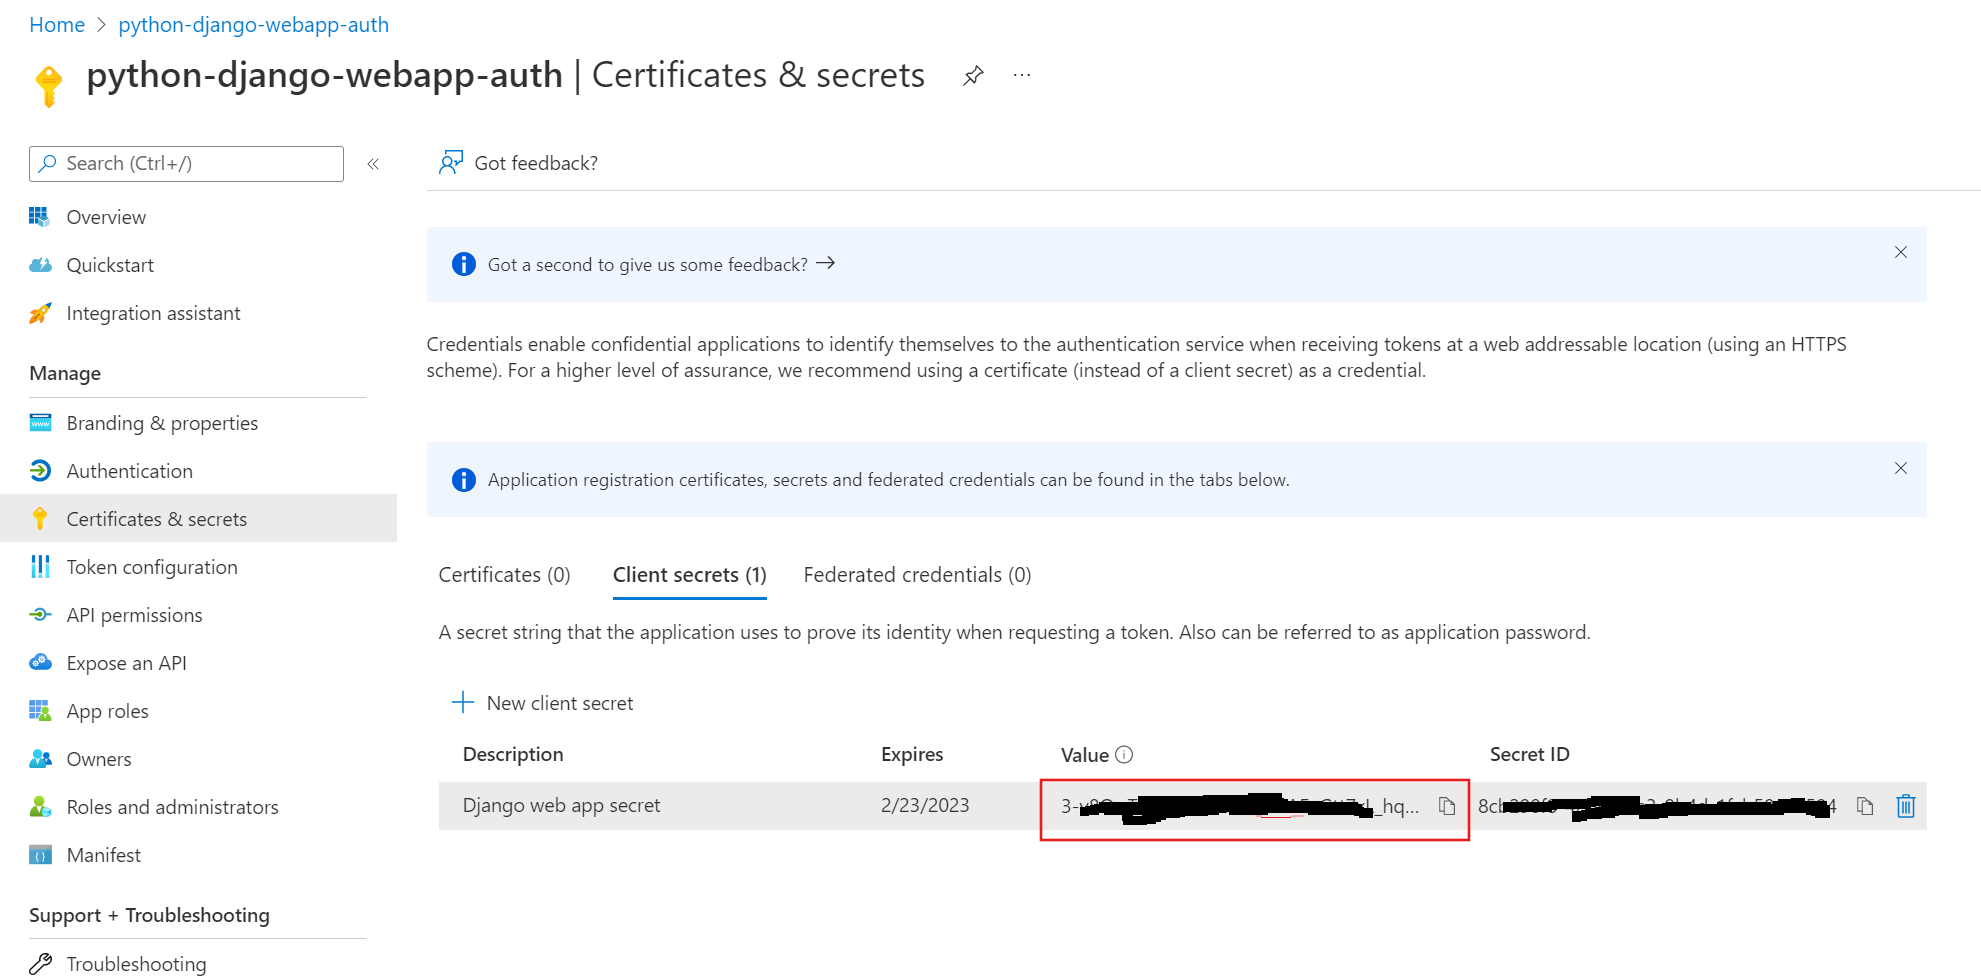 Home > python-django-webapp-auth
python-django-webapp-auth | Certificates & secrets ...
Search (Ctrl+/) «
Overview
Quickstart
Integration assistant
Manage
Branding & properties
Authentication
Certificates & secrets
Token configuration
API permissions
Expose an API
App roles
Owners
Roles and administrators
Manifest
Support + Troubleshooting
Troubleshooting
Got feedback?
Got a second to give us some feedback? →
Credentials enable confidential applications to identify themselves to the authentication service when receiving tokens at a web addressable location (using an HTTPS
scheme). For a higher level of assurance, we recommend using a certificate (instead of a client secret) as a credential.
Application registration certificates, secrets and federated credentials can be found in the tabs below.
Certificates (0) Client secrets (1) Federated credentials (0)
A secret string that the application uses to prove its identity when requesting a token. Also can be referred to as application password.
+ New client secret
Description Expires Value Secret ID
Django web app secret 2/23/2023